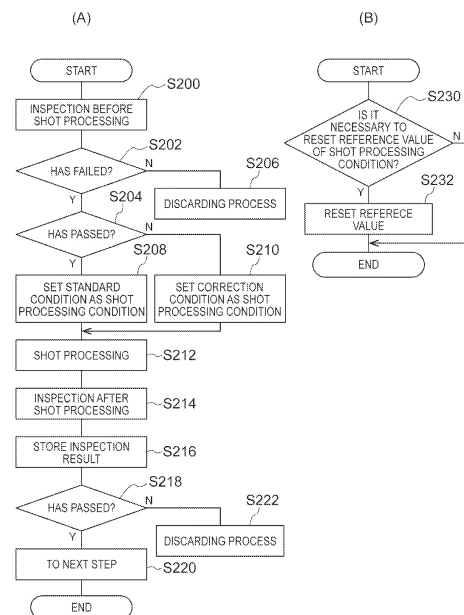 (A)
START
S200
INSPECTION BEFORE
SHOT PROCESSING
S202
HAS FAILED?
N
Y
S206
DISCARDING PROCESS
S204
HAS PASSED?
N
Y
S208
SET STANDARD
CONDITION AS SHOT
PROCESSING CONDITION
S210
SET CORRECTION
CONDITION AS SHOT
PROCESSING CONDITION
SHOT PROCESSING
S212
INSPECTION AFTER
SHOT PROCESSING
S214
STORE INSPECTION
RESULT
S216
S218
HAS PASSED?
N
Y
S222
DISCARDING PROCESS
TO NEXT STEP
S220
END
(B)
START
S230
IS IT
NECESSARY TO
RESET REFERENCE VALUE
OF SHOT PROCESSING
CONDITION?
N
Y
S232
RESET REFERECE
VALUE
END